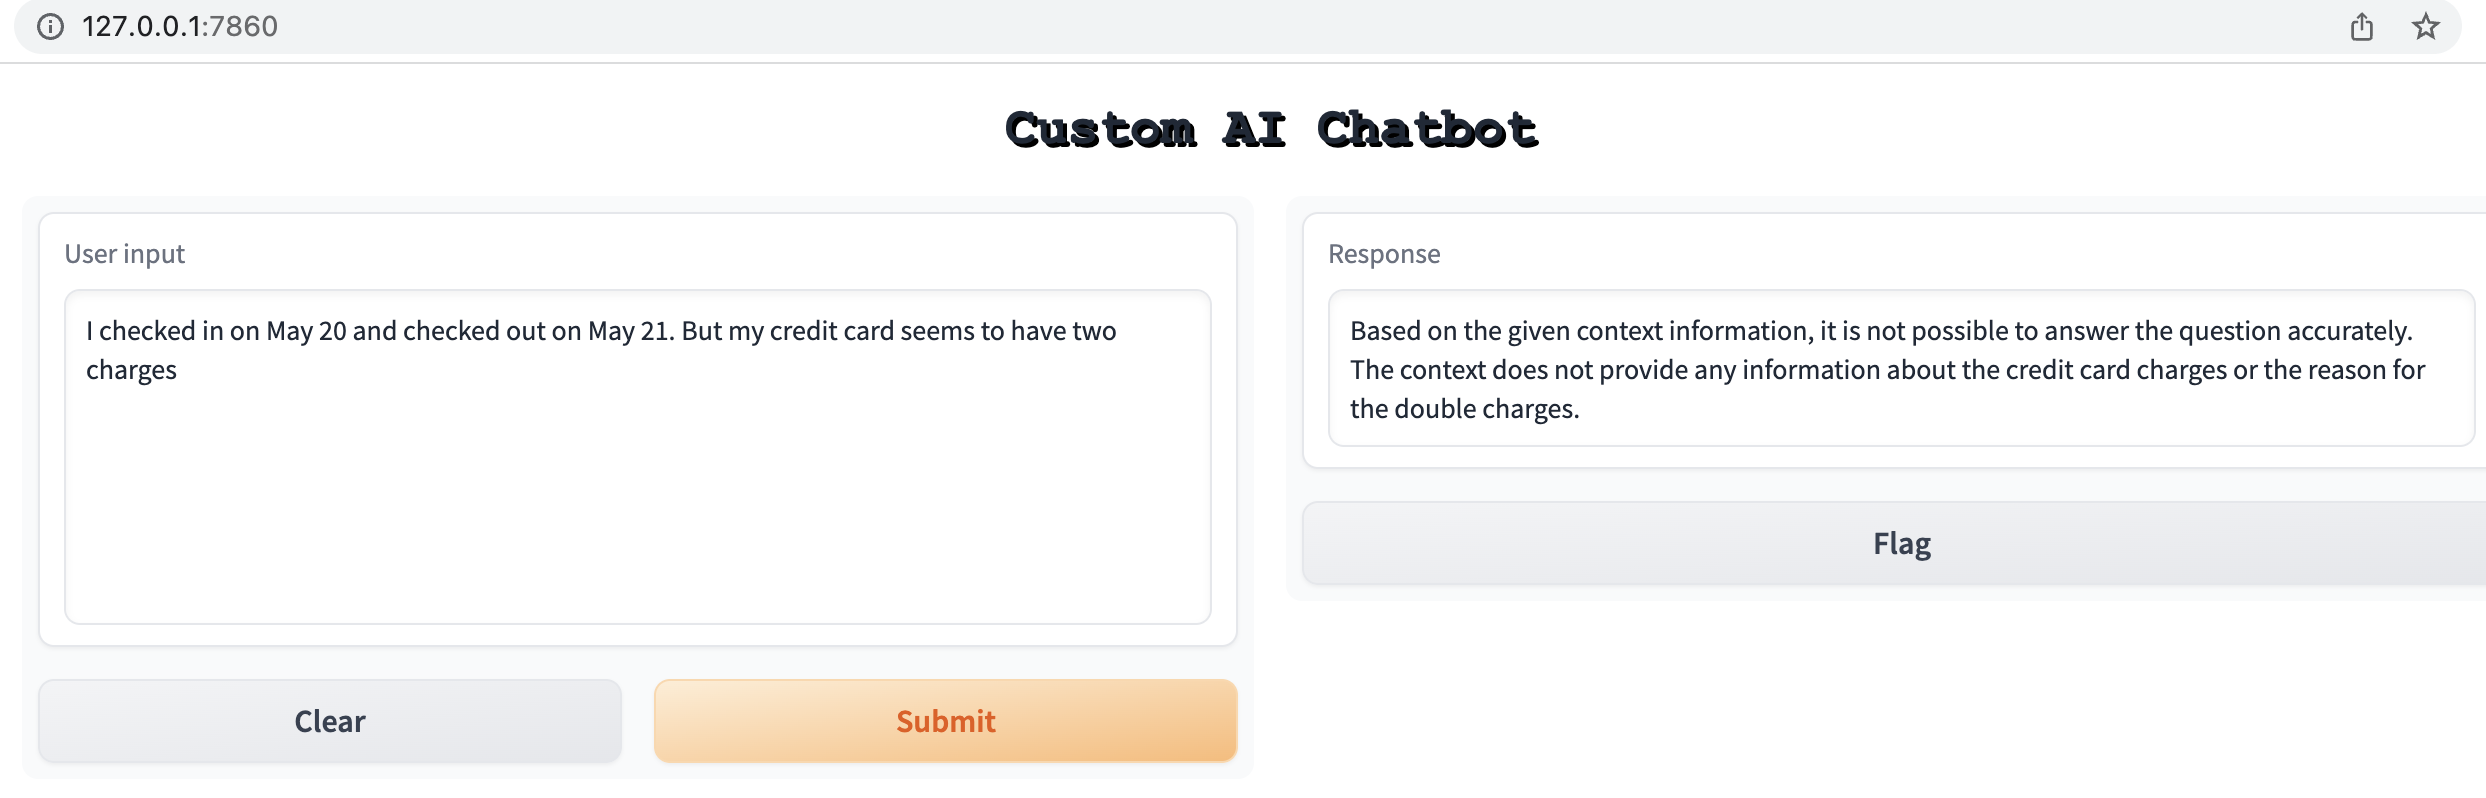 127.0.0.1:7860
Custom AI Chatbot
User input
I checked in on May 20 and checked out on May 21. But my credit card seems to have two
charges
Clear
Submit
Response
Based on the given context information, it is not possible to answer the question accurately.
The context does not provide any information about the credit card charges or the reason for
the double charges.
Flag